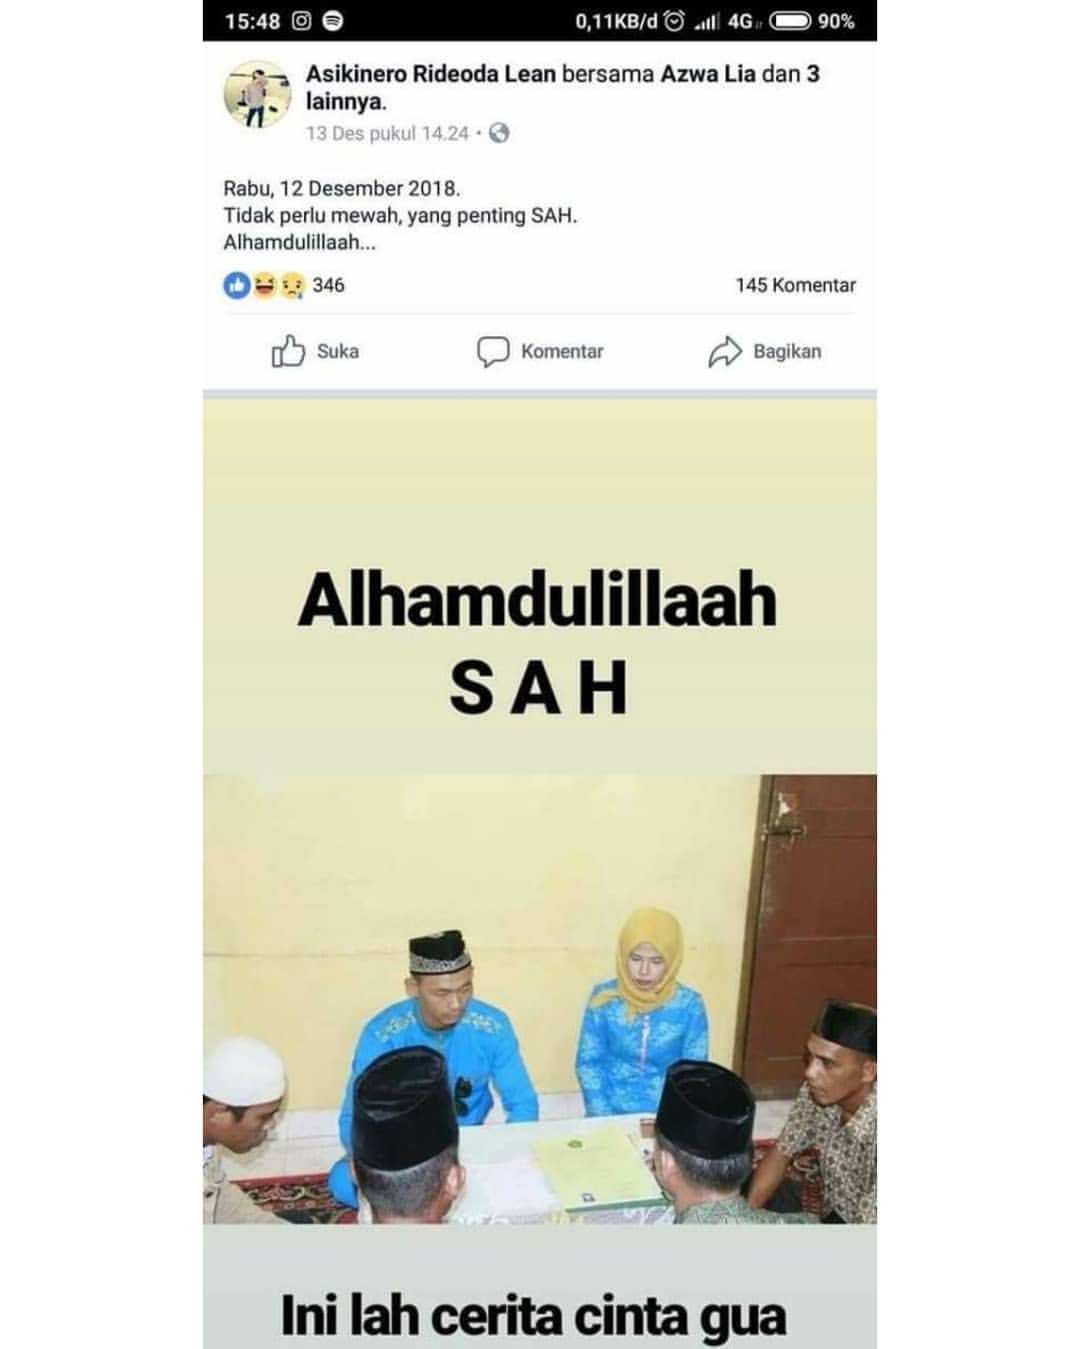 15:48 0,11KB/d 4G 90%
Asikinero Rideoda Lean bersama Azwa Lia dan 3
lainnya.
13 Des pukul 14.24 •
Rabu, 12 Desember 2018.
Tidak perlu mewah, yang penting SAH.
Alhamdulillaah...
346 145 Komentar
Suka Komentar Bagikan
Alhamdulillaah
S A H
Ini lah cerita cinta gua